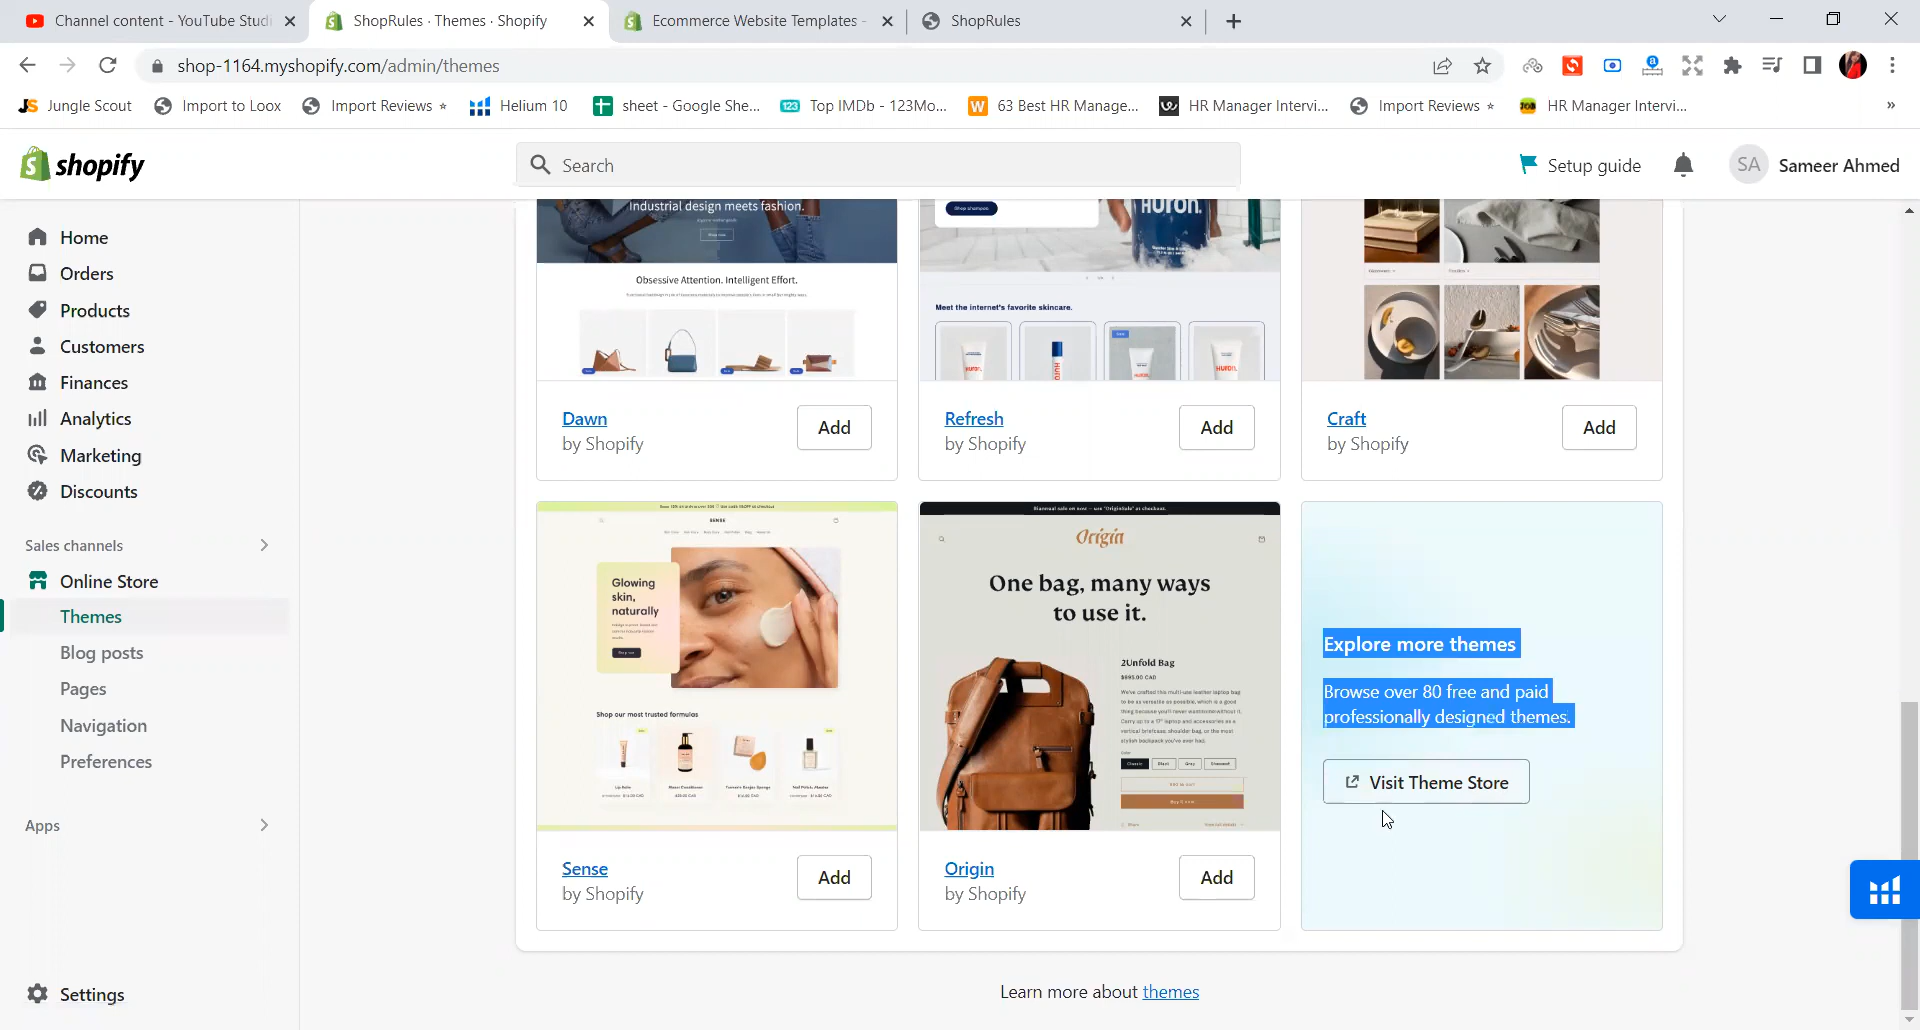 Channel content - YouTube Studi
ShopRules · Themes · Shopify
Ecommerce Website Templates -
ShopRules
shop-1164.myshopify.com/admin/themes
Jungle Scout
Import to Loox
Import Reviews
Helium 10
sheet - Google She...
Top IMDb - 123Mo...
63 Best HR Manage...
HR Manager Intervi...
Import Reviews
HR Manager Intervi...
shopify
Search
Setup guide
SA
Sameer Ahmed
Home
Orders
Products
Customers
Finances
Analytics
Marketing
Discounts
Sales channels
Online Store
Themes
Blog posts
Pages
Navigation
Preferences
Apps
Settings
Industrial design meets fashion.
Obsessive Attention. Intelligent Effort.
Dawn
by Shopify
Add
Shop shampoo
Huron.
Meet the internet's favorite skincare.
Refresh
by Shopify
Add
Craft
by Shopify
Add
SENSE
Glowing
skin,
naturally
Shop our most trusted formulas
Sense
by Shopify
Add
Origin
One bag, many ways
to use it.
2Unfold Bag
$695.00 CAD
Origin
by Shopify
Add
Explore more themes
Browse over 80 free and paid
professionally designed themes.
Visit Theme Store
Learn more about themes